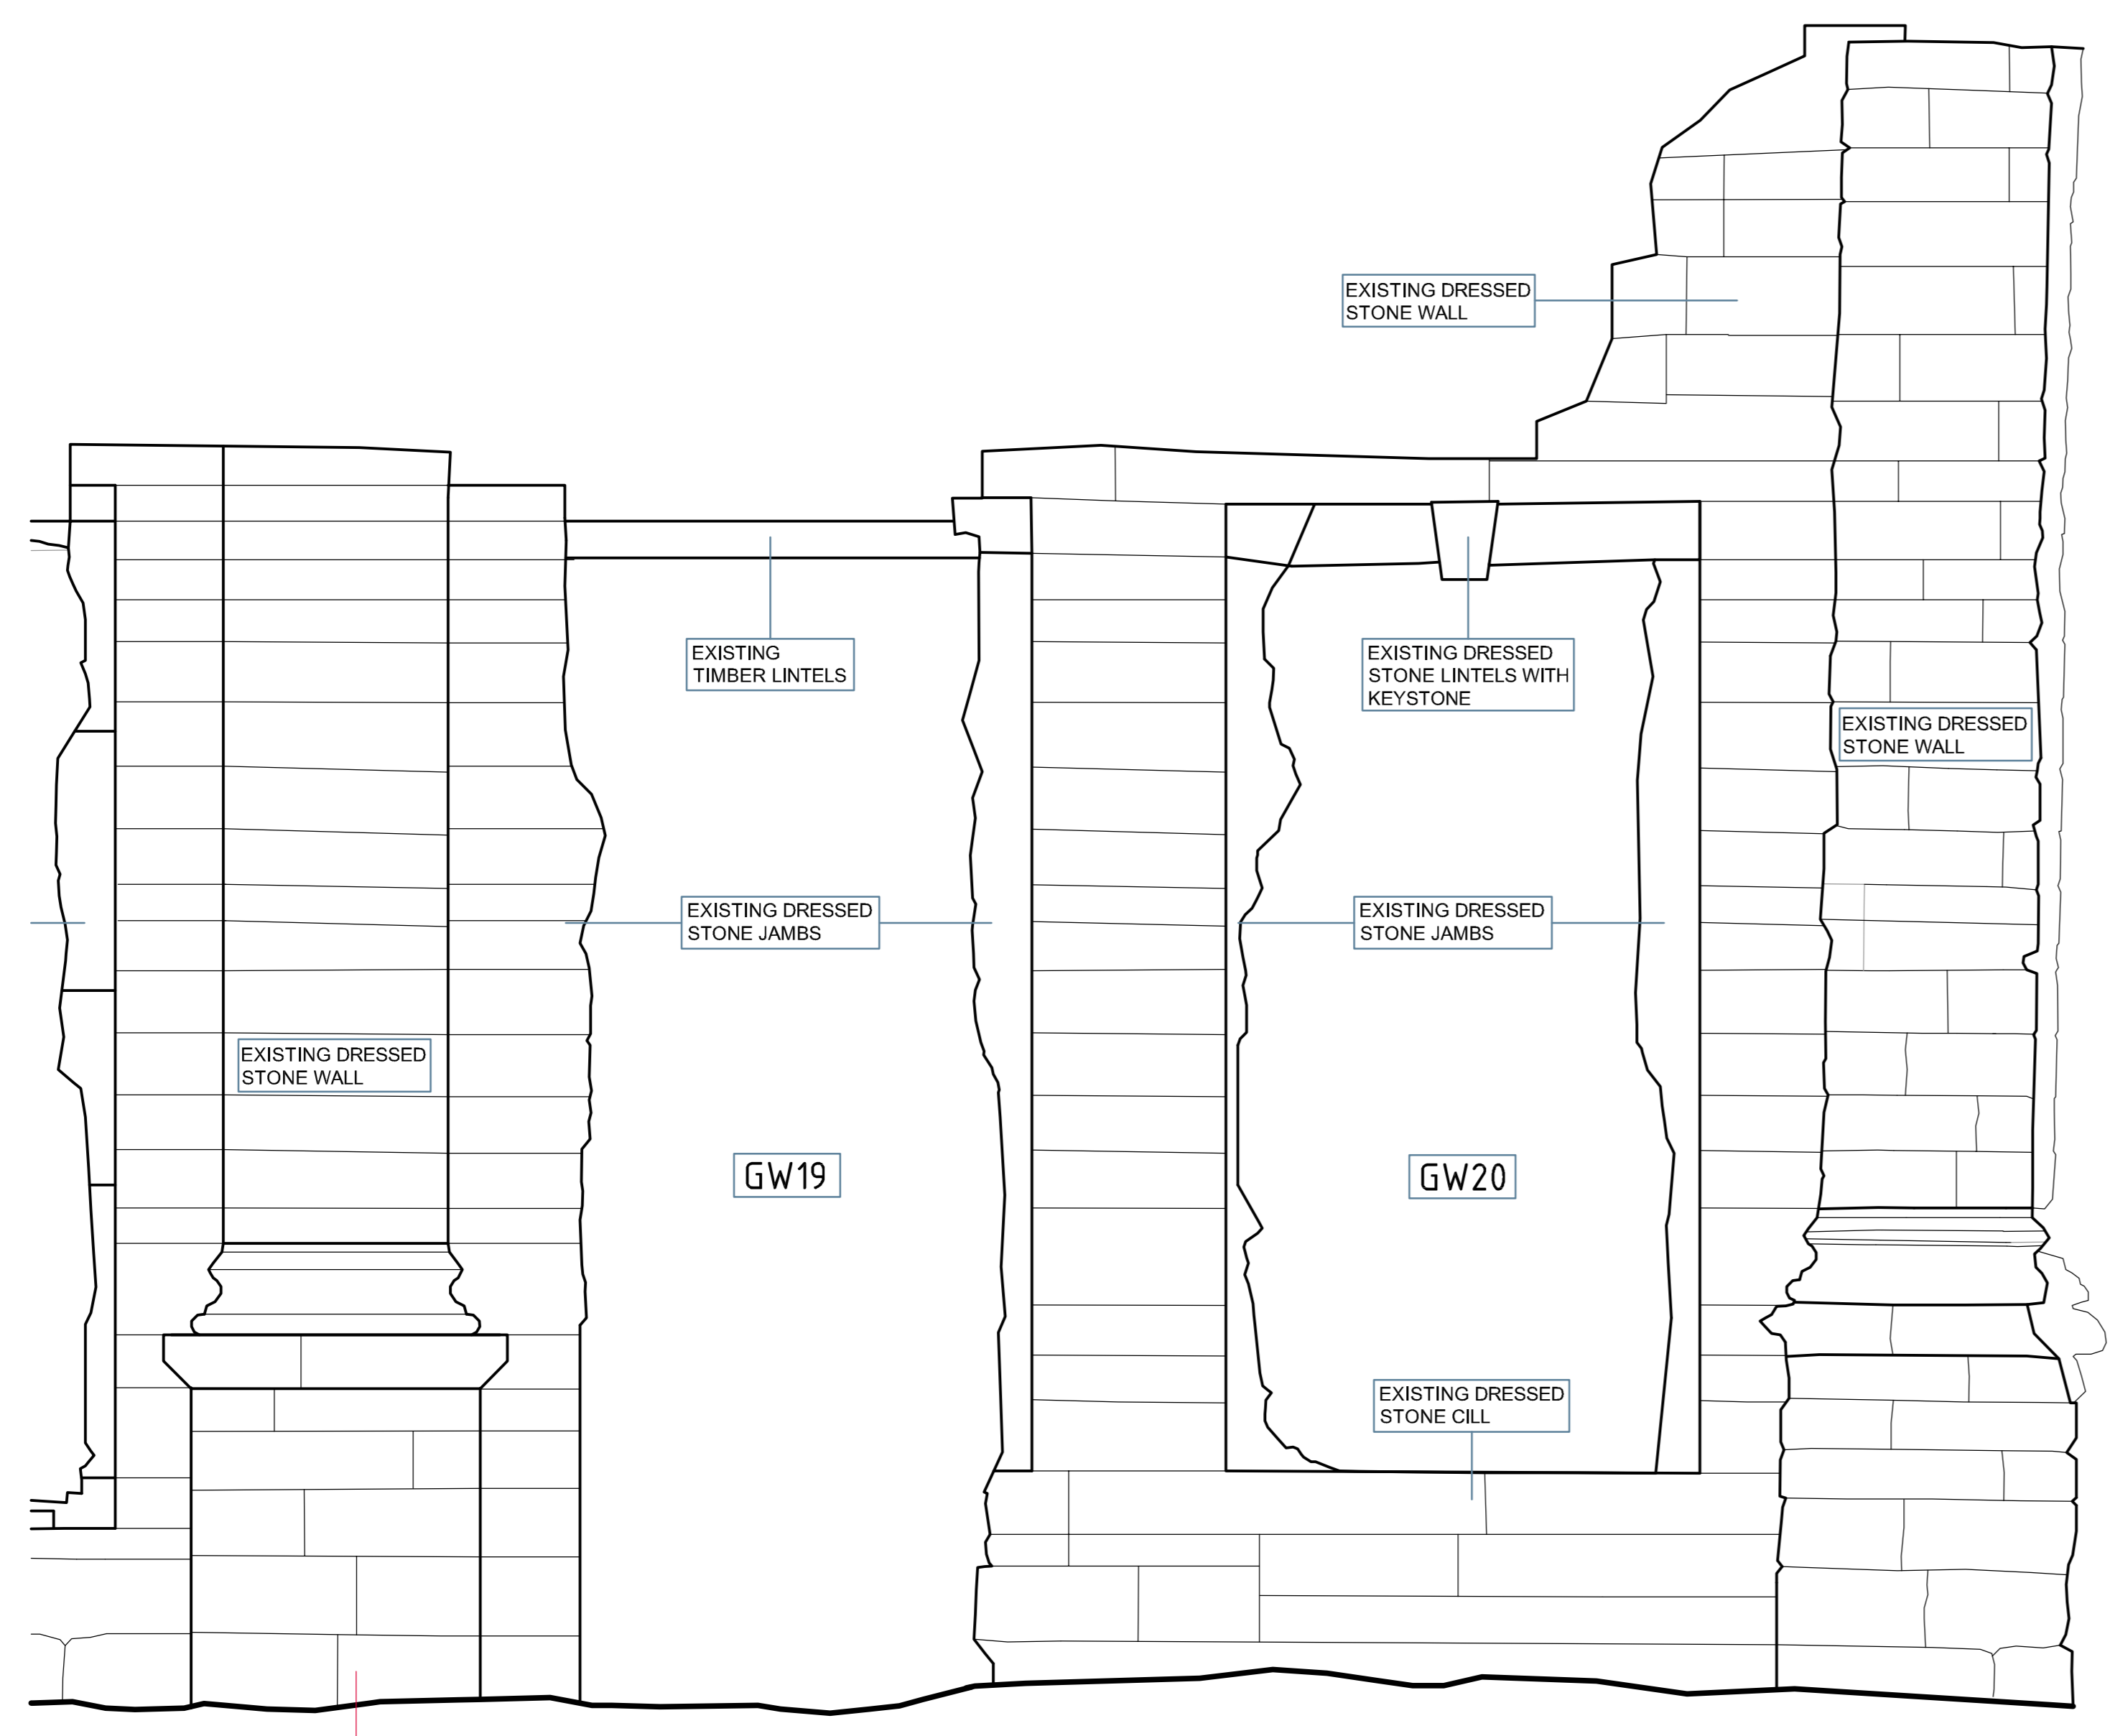 EXISTING DRESSED
STONE WALL
EXISTING
TIMBER LINTELS
EXISTING DRESSED
STONE LINTELS WITH
KEYSTONE
EXISTING DRESSED
STONE WALL
EXISTING DRESSED
STONE JAMBS
EXISTING DRESSED
STONE JAMBS
EXISTING DRESSED
STONE WALL
GW19
GW20
EXISTING DRESSED
STONE CILL